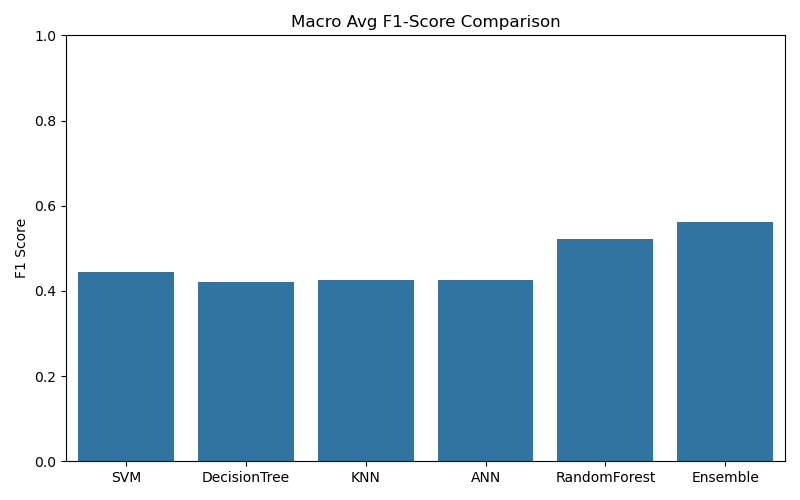 Macro Avg F1-Score Comparison
F1 Score
1.0
0.8
0.6
0.4
0.2
0.0
SVM DecisionTree KNN ANN RandomForest Ensemble